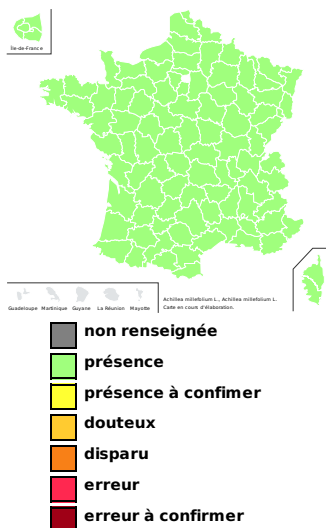 Île-de-France
Guadeloupe Martinique Guyane La Réunion Mayotte
Achillea millefolium L., Achillea millefolium L.
Carte en cours d'élaboration.
non renseignée
présence
présence à confimer
douteux
disparu
erreur
erreur à confirmer